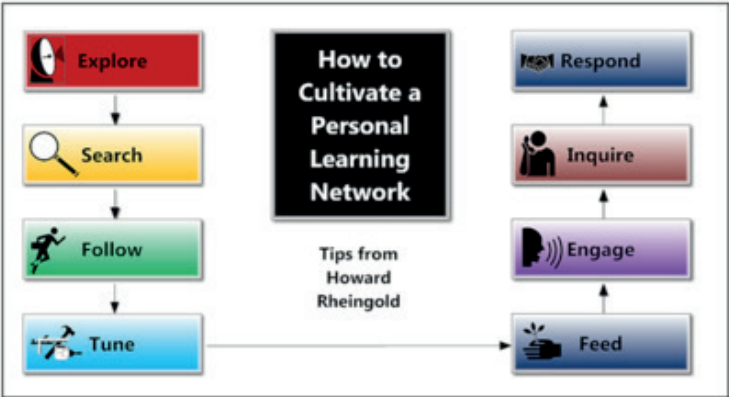 Explore
Search
Follow
Tune
How to
Cultivate a
Personal
Learning
Network
Tips from
Howard
Rheingold
Respond
Inquire
Engage
Feed